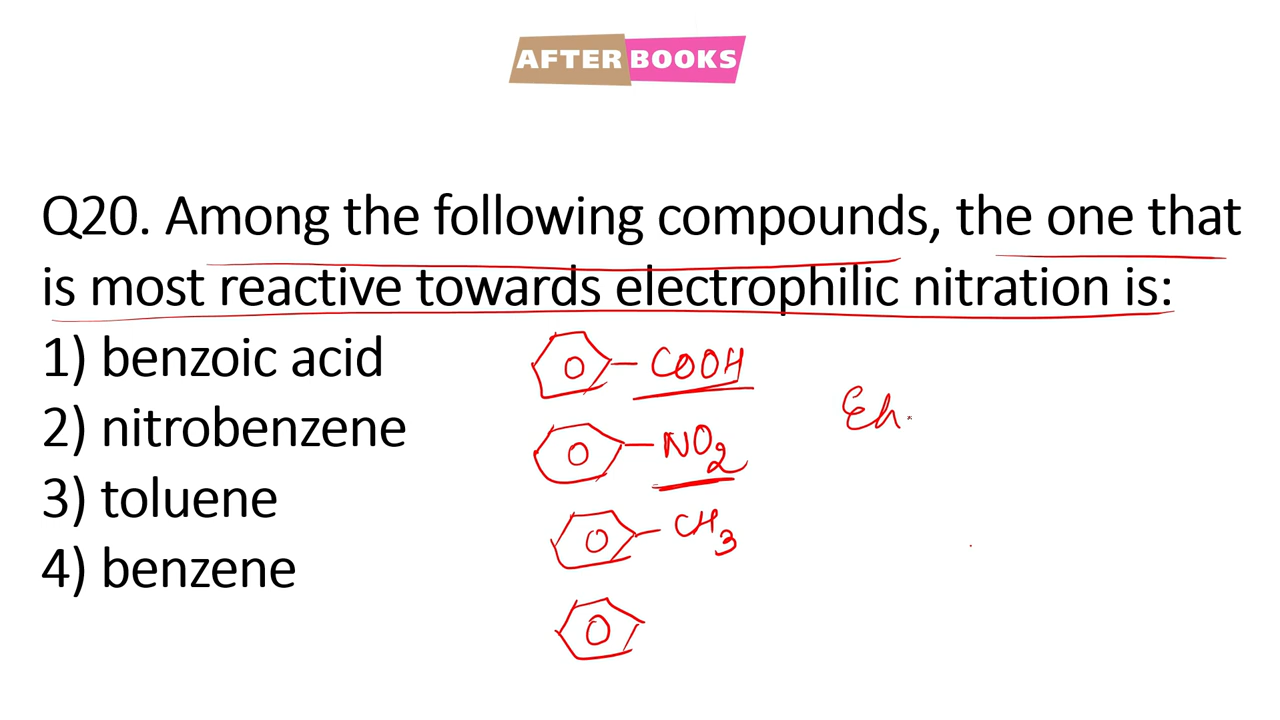 AFTER BOOKS
Q20. Among the following compounds, the one that
is most reactive towards electrophilic nitration is:
1) benzoic acid
COOH
2) nitrobenzene
NO2
3) toluene
CH3
4) benzene